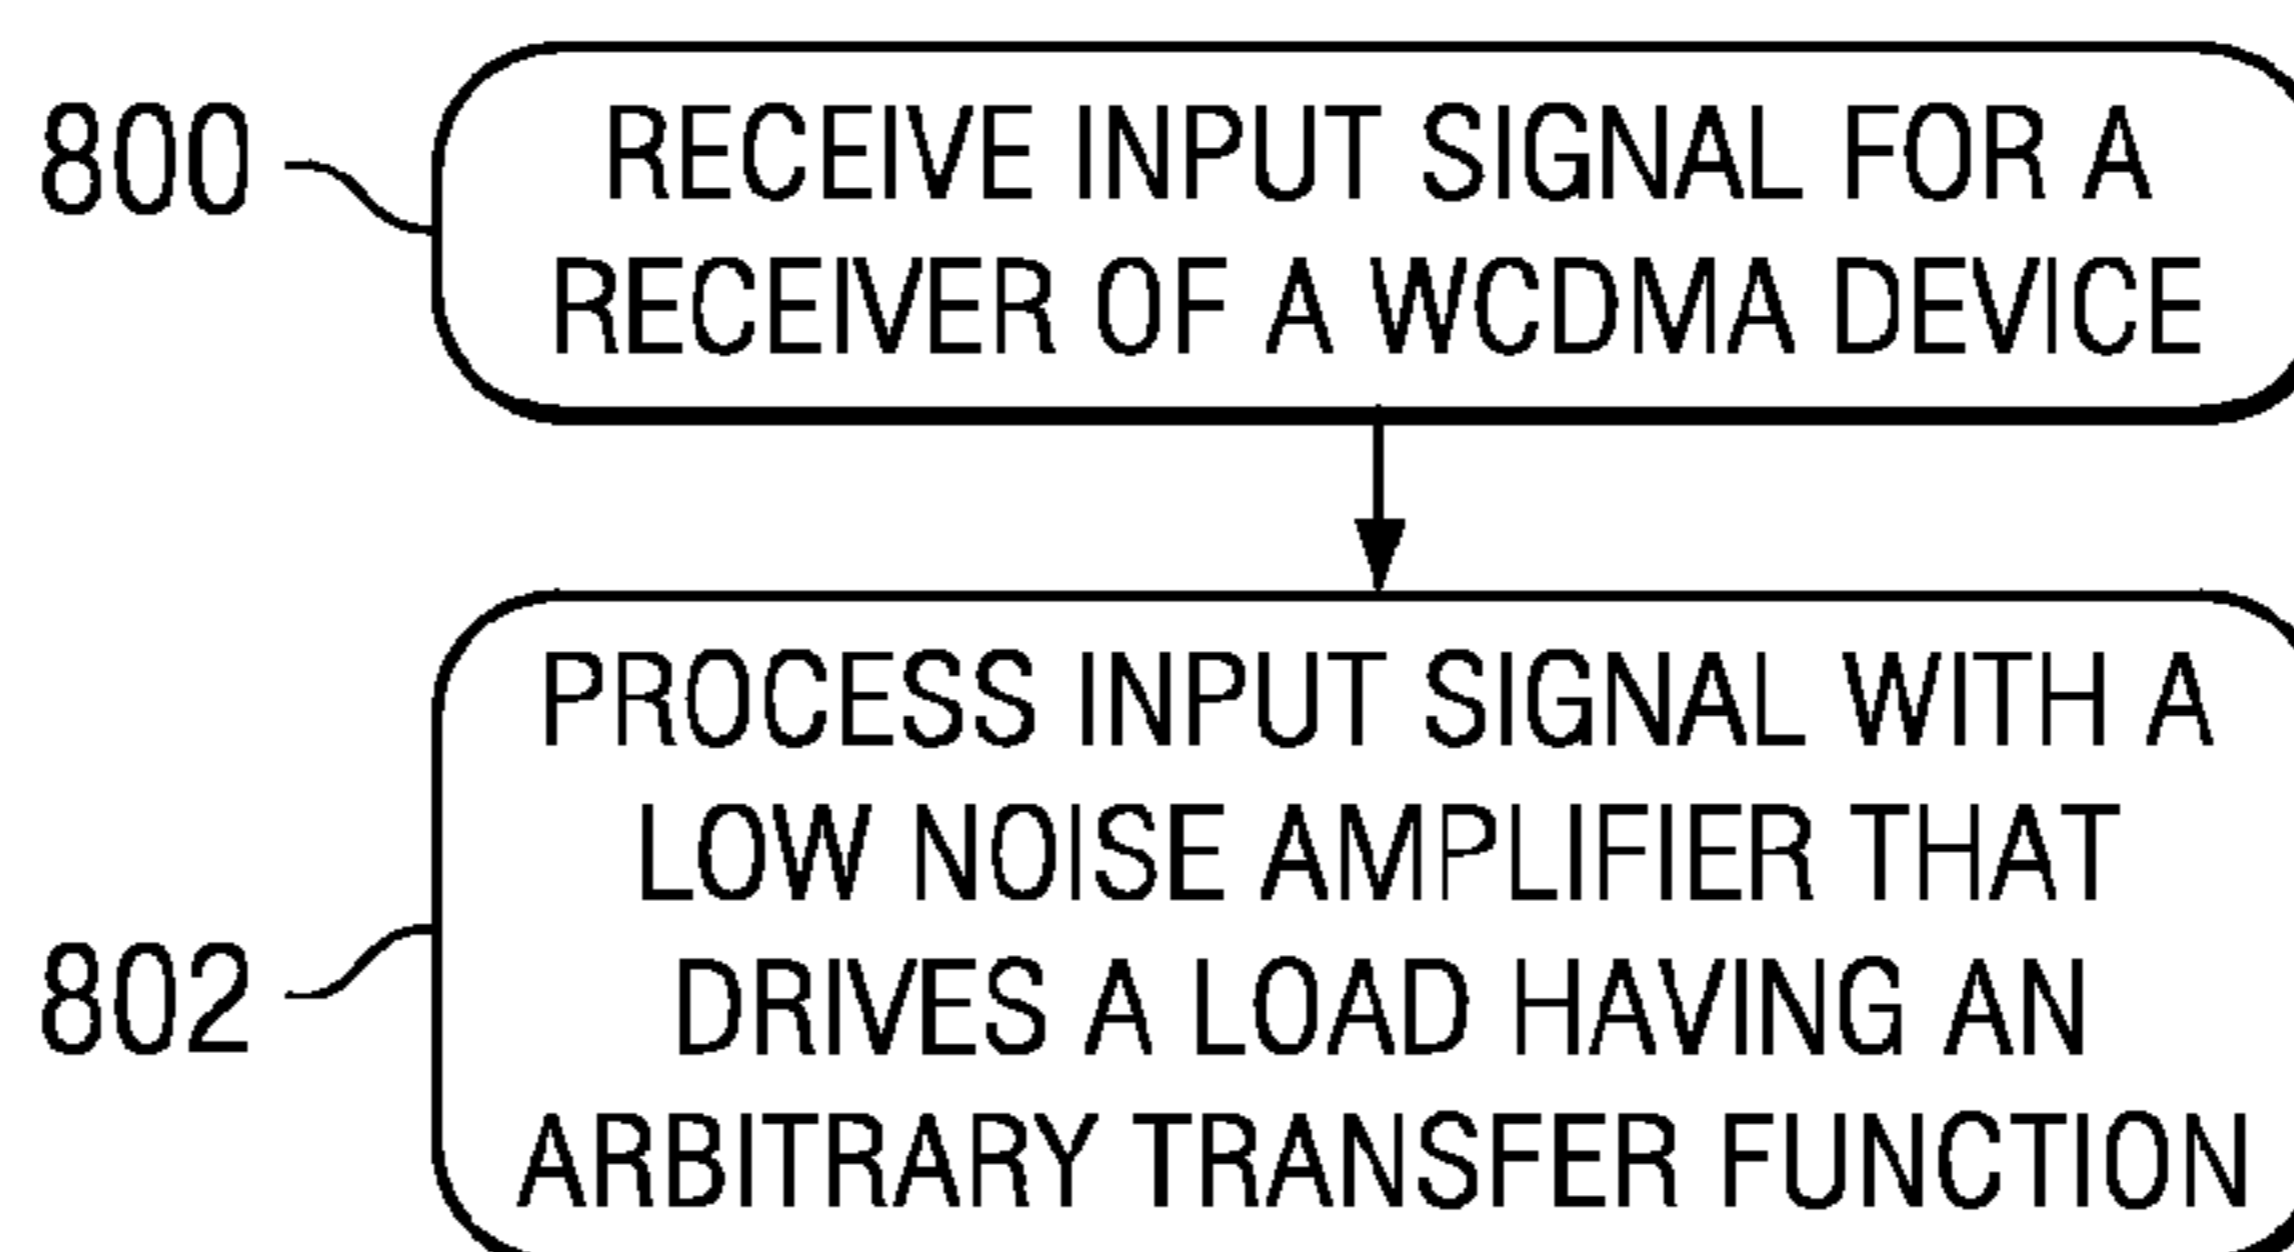 800
RECEIVE INPUT SIGNAL FOR A
RECEIVER OF A WCDMA DEVICE
802
PROCESS INPUT SIGNAL WITH A
LOW NOISE AMPLIFIER THAT
DRIVES A LOAD HAVING AN
ARBITRARY TRANSFER FUNCTION